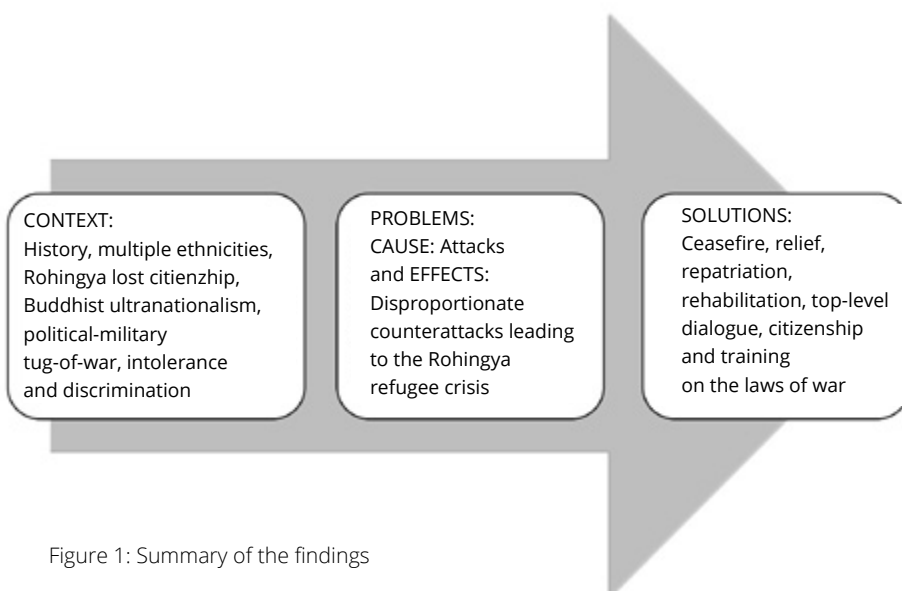 CONTEXT:
History, multiple ethnicities,
Rohingya lost citienzhip,
Buddhist ultranationalism,
political-military
tug-of-war, intolerance
and discrimination
PROBLEMS:
CAUSE: Attacks
and EFFECTS:
Disproportionate
counterattacks leading
to the Rohingya
refugee crisis
SOLUTIONS:
Ceasefire, relief,
repatriation,
rehabilitation, top-level
dialogue, citizenship
and training
on the laws of war
Figure 1: Summary of the findings